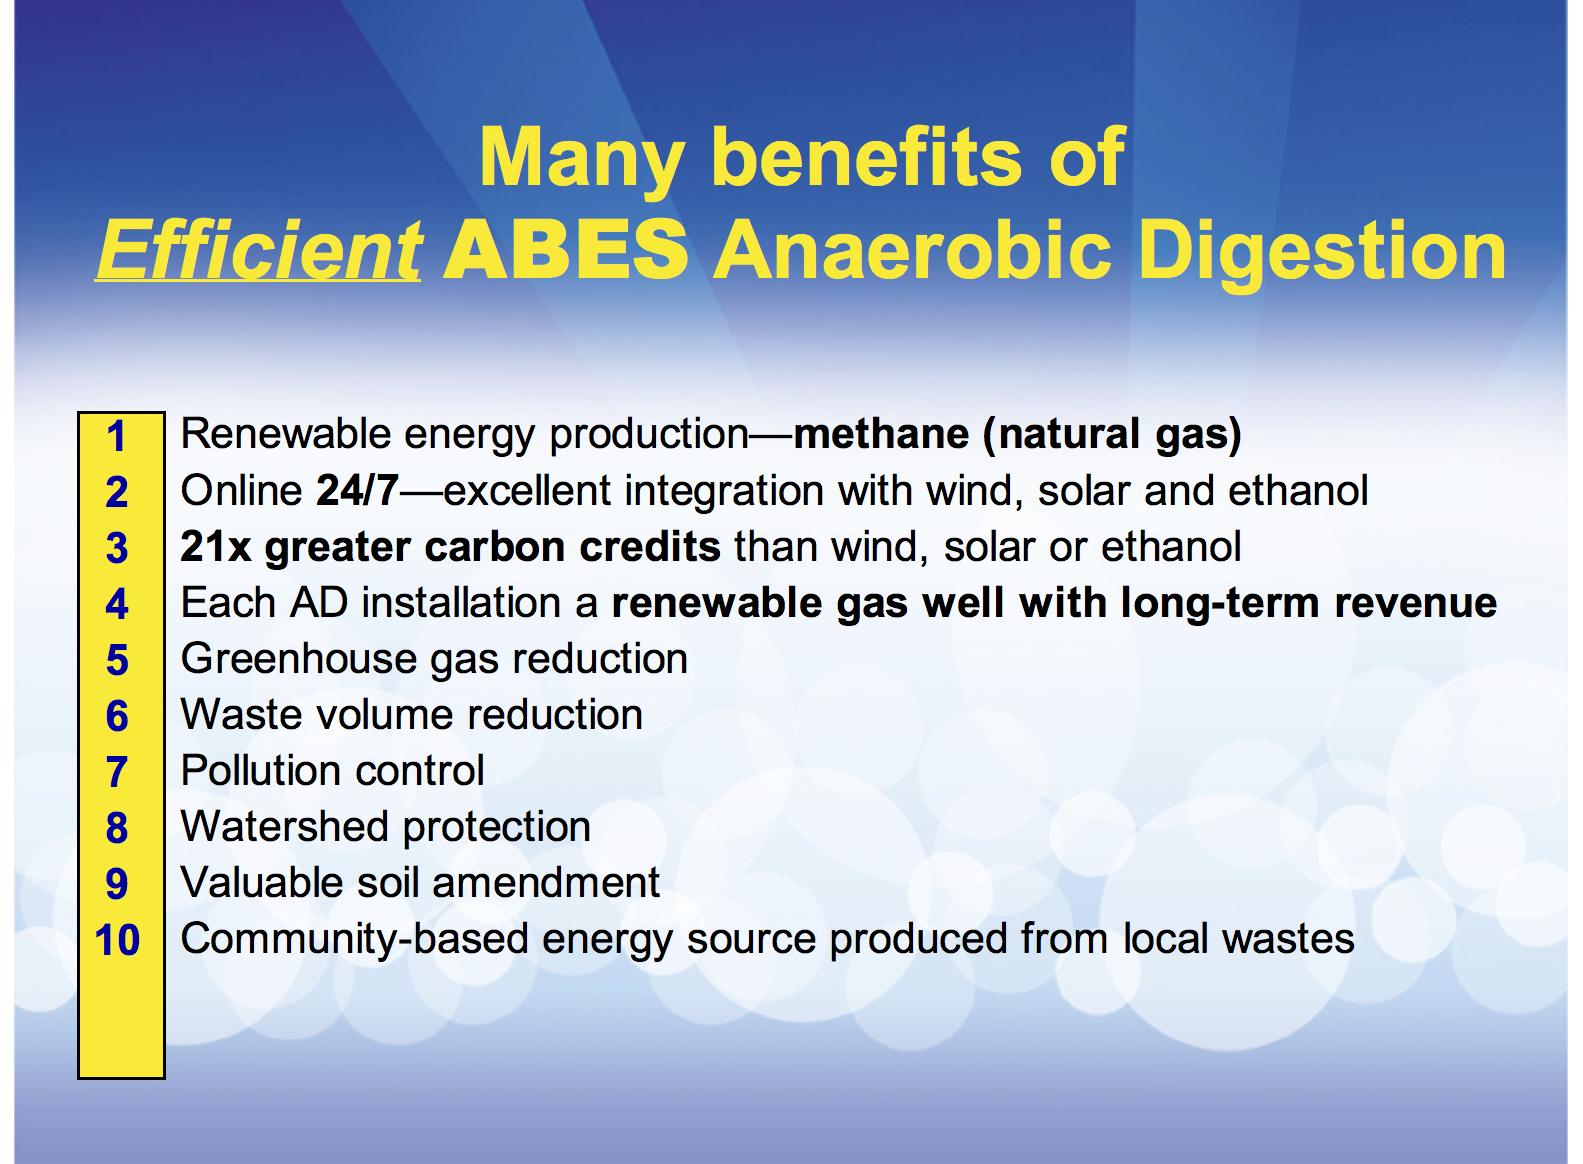 Many benefits of
Efficient ABES Anaerobic Digestion
1 Renewable energy production—methane (natural gas)
2 Online 24/7—excellent integration with wind, solar and ethanol
3 21x greater carbon credits than wind, solar or ethanol
4 Each AD installation a renewable gas well with long-term revenue
5 Greenhouse gas reduction
6 Waste volume reduction
7 Pollution control
8 Watershed protection
9 Valuable soil amendment
10 Community-based energy source produced from local wastes